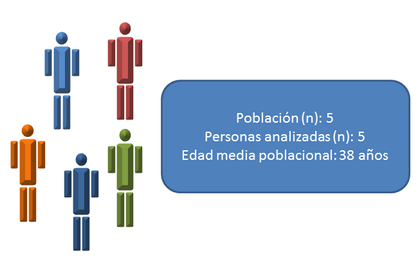 Población (n): 5
Personas analizadas (n): 5
Edad media poblacional: 38 años